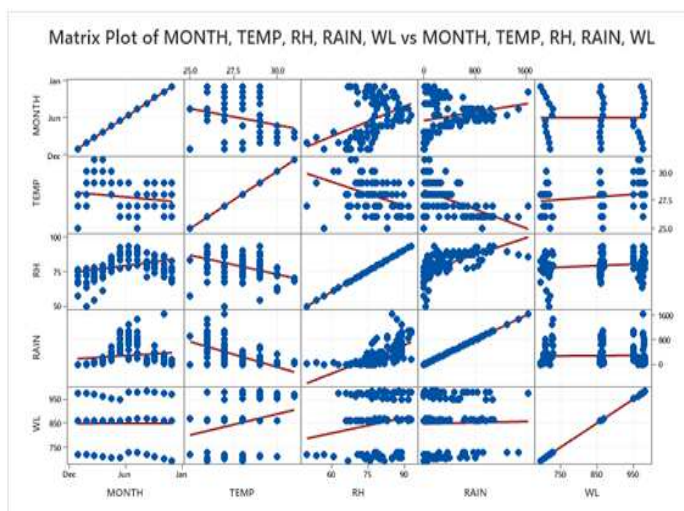 Matrix Plot of MONTH, TEMP, RH, RAIN, WL vs MONTH, TEMP, RH, RAIN, WL
25.0 27.5 30.0 0 800 1600
Jan
MONTH
Jun
Dec
TEMP
30.0
27.5
25.0
100
RH
75
50
RAIN
1600
800
0
950
WL
850
750
Dec Jun Jan 60 75 90 750 850 950
MONTH TEMP RH RAIN WL